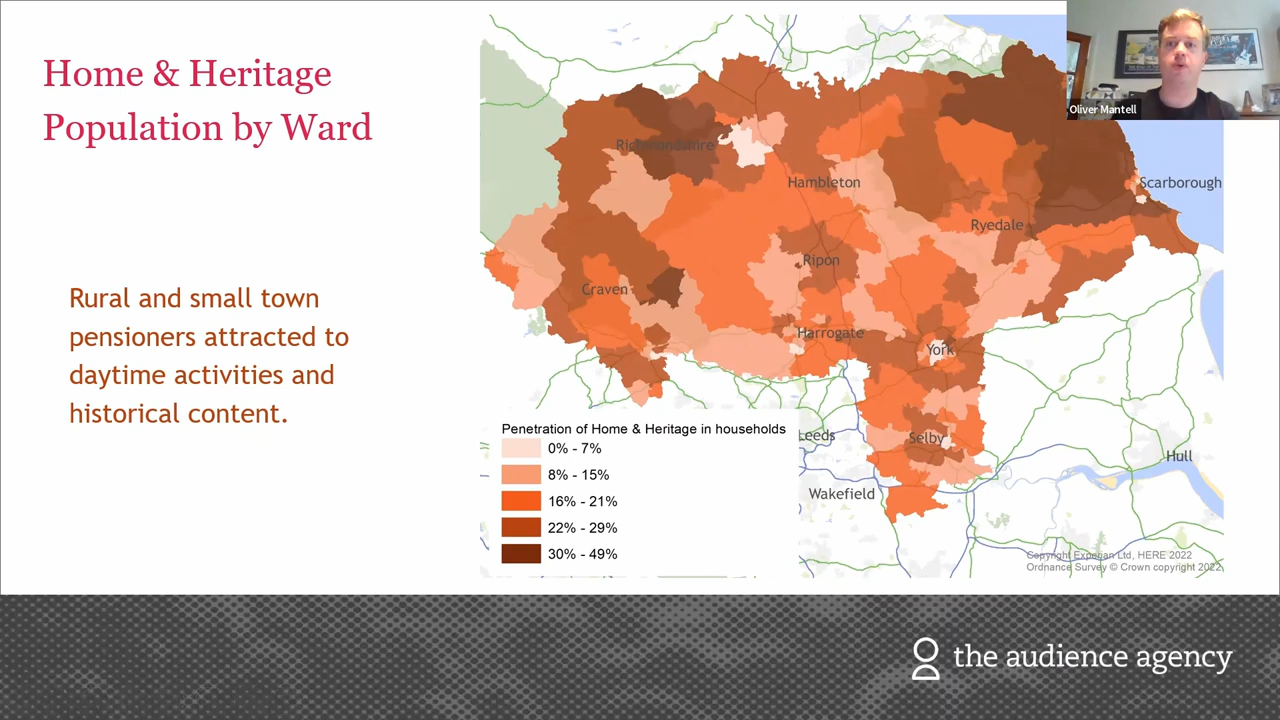 Home & Heritage
Population by Ward
Rural and small town
pensioners attracted to
daytime activities and
historical content.
Oliver Mantell
Richmondshire
Hambleton
Scarborough
Ryedale
Ripon
Craven
Harrogate
York
Selby
Leeds
Wakefield
Hull
Penetration of Home & Heritage in households
0% - 7%
8% - 15%
16% - 21%
22% - 29%
30% - 49%
Copyright Experian Ltd, HERE 2022
Ordnance Survey © Crown copyright 2022
the audience agency